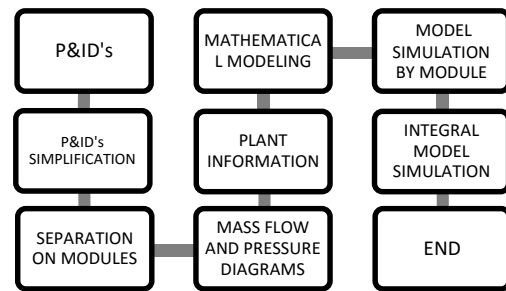 P&ID's
P&ID's
SIMPLIFICATION
SEPARATION
ON MODULES
MASS FLOW
AND PRESSURE
DIAGRAMS
PLANT
INFORMATION
MATHEMATICA
L MODELING
MODEL
SIMULATION
BY MODULE
INTEGRAL
MODEL
SIMULATION
END